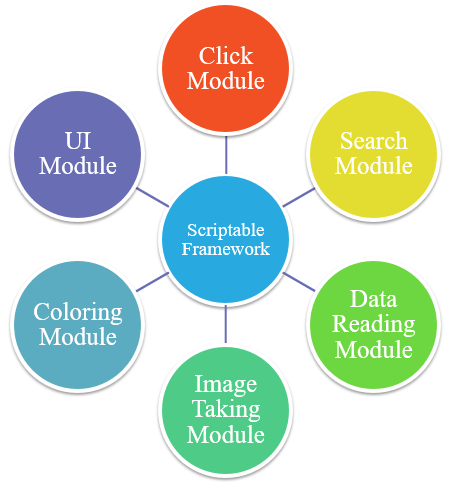 Click
Module
Search
Module
Data
Reading
Module
Image
Taking
Module
Coloring
Module
UI
Module
Scriptable
Framework